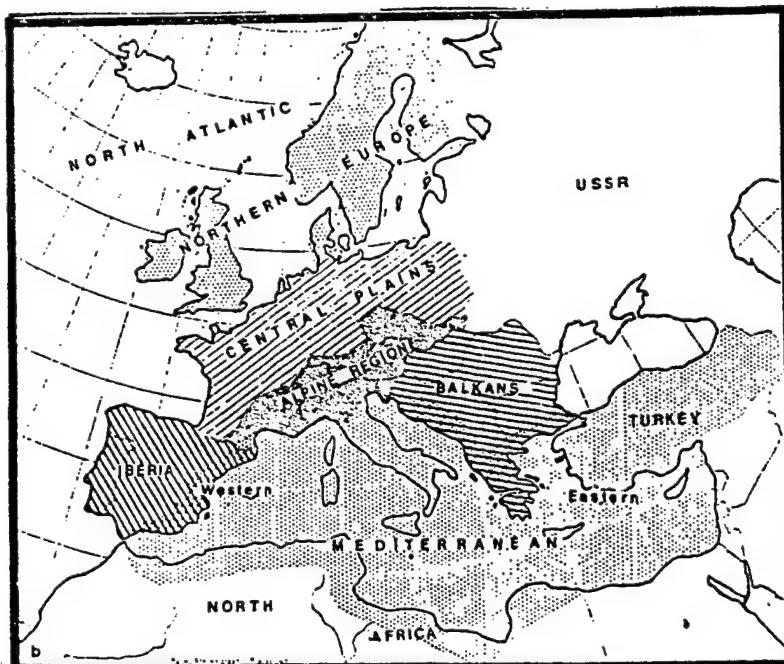 NORTH ATLANTIC
NORTHERN EUROPE
USSR
CENTRAL PLAINS
ALPINE REGION
BALKANS
TURKEY
IBERIA
Western
Eastern
MEDITERRANEAN
NORTH
AFRICA
b